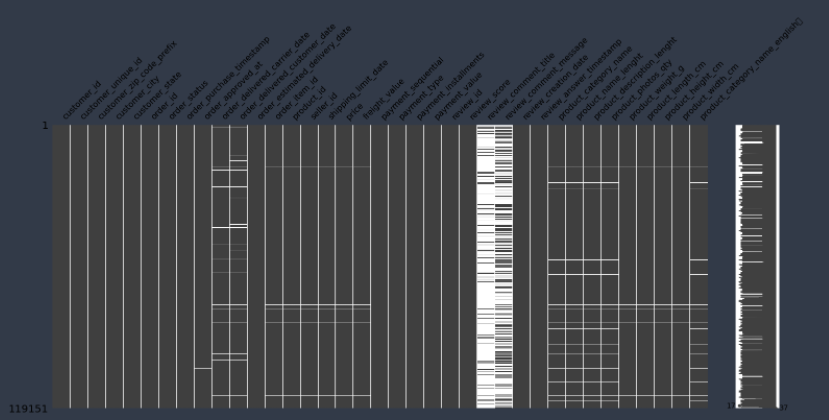 customer_id
customer_unique_id
customer_zip_code_prefix
customer_city
customer_state
order_id
order_status
order_purchase_timestamp
order_approved_at
order_delivered_carrier_date
order_delivered_customer_date
order_estimated_delivery_date
order_item_id
product_id
seller_id
shipping_limit_date
price
freight_value
payment_sequential
payment_type
payment_installments
payment_value
review_id
review_score
review_comment_title
review_comment_message
review_creation_date
review_answer_timestamp
product_category_name
product_name_lenght
product_description_lenght
product_photos_qty
product_weight_g
product_length_cm
product_height_cm
product_width_cm
product_category_name_english()
1
119151
37